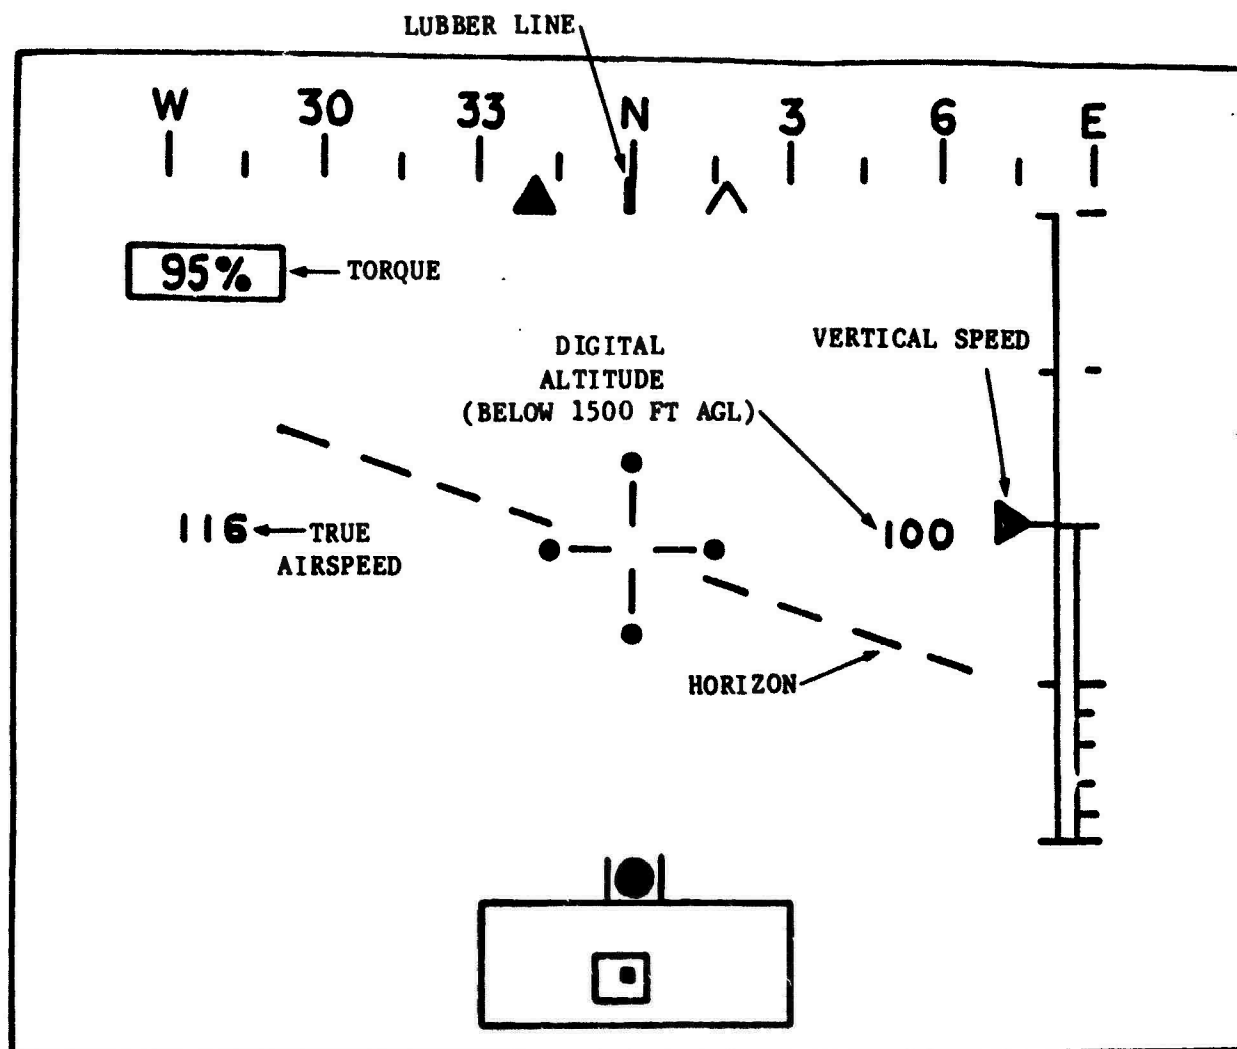 LUBBER LINE
W 30 33 N 3 6 E
95%
TORQUE
DIGITAL
ALTITUDE
(BELOW 1500 FT AGL)
VERTICAL SPEED
116
TRUE
AIRSPEED
100
HORIZON